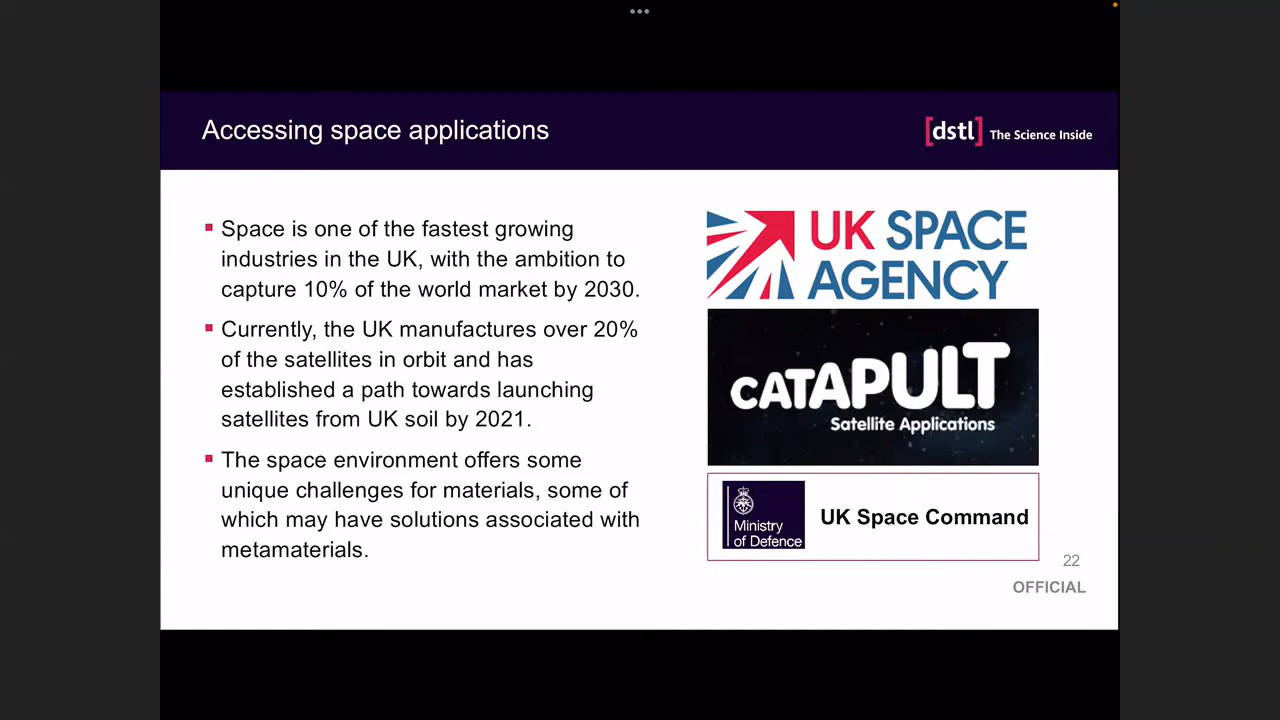 Accessing space applications
[dstl] The Science Inside
▪ Space is one of the fastest growing
industries in the UK, with the ambition to
capture 10% of the world market by 2030.
▪ Currently, the UK manufactures over 20%
of the satellites in orbit and has
established a path towards launching
satellites from UK soil by 2021.
▪ The space environment offers some
unique challenges for materials, some of
which may have solutions associated with
metamaterials.
UK SPACE
AGENCY
CATAPULT
Satellite Applications
Ministry
of Defence
UK Space Command
22
OFFICIAL